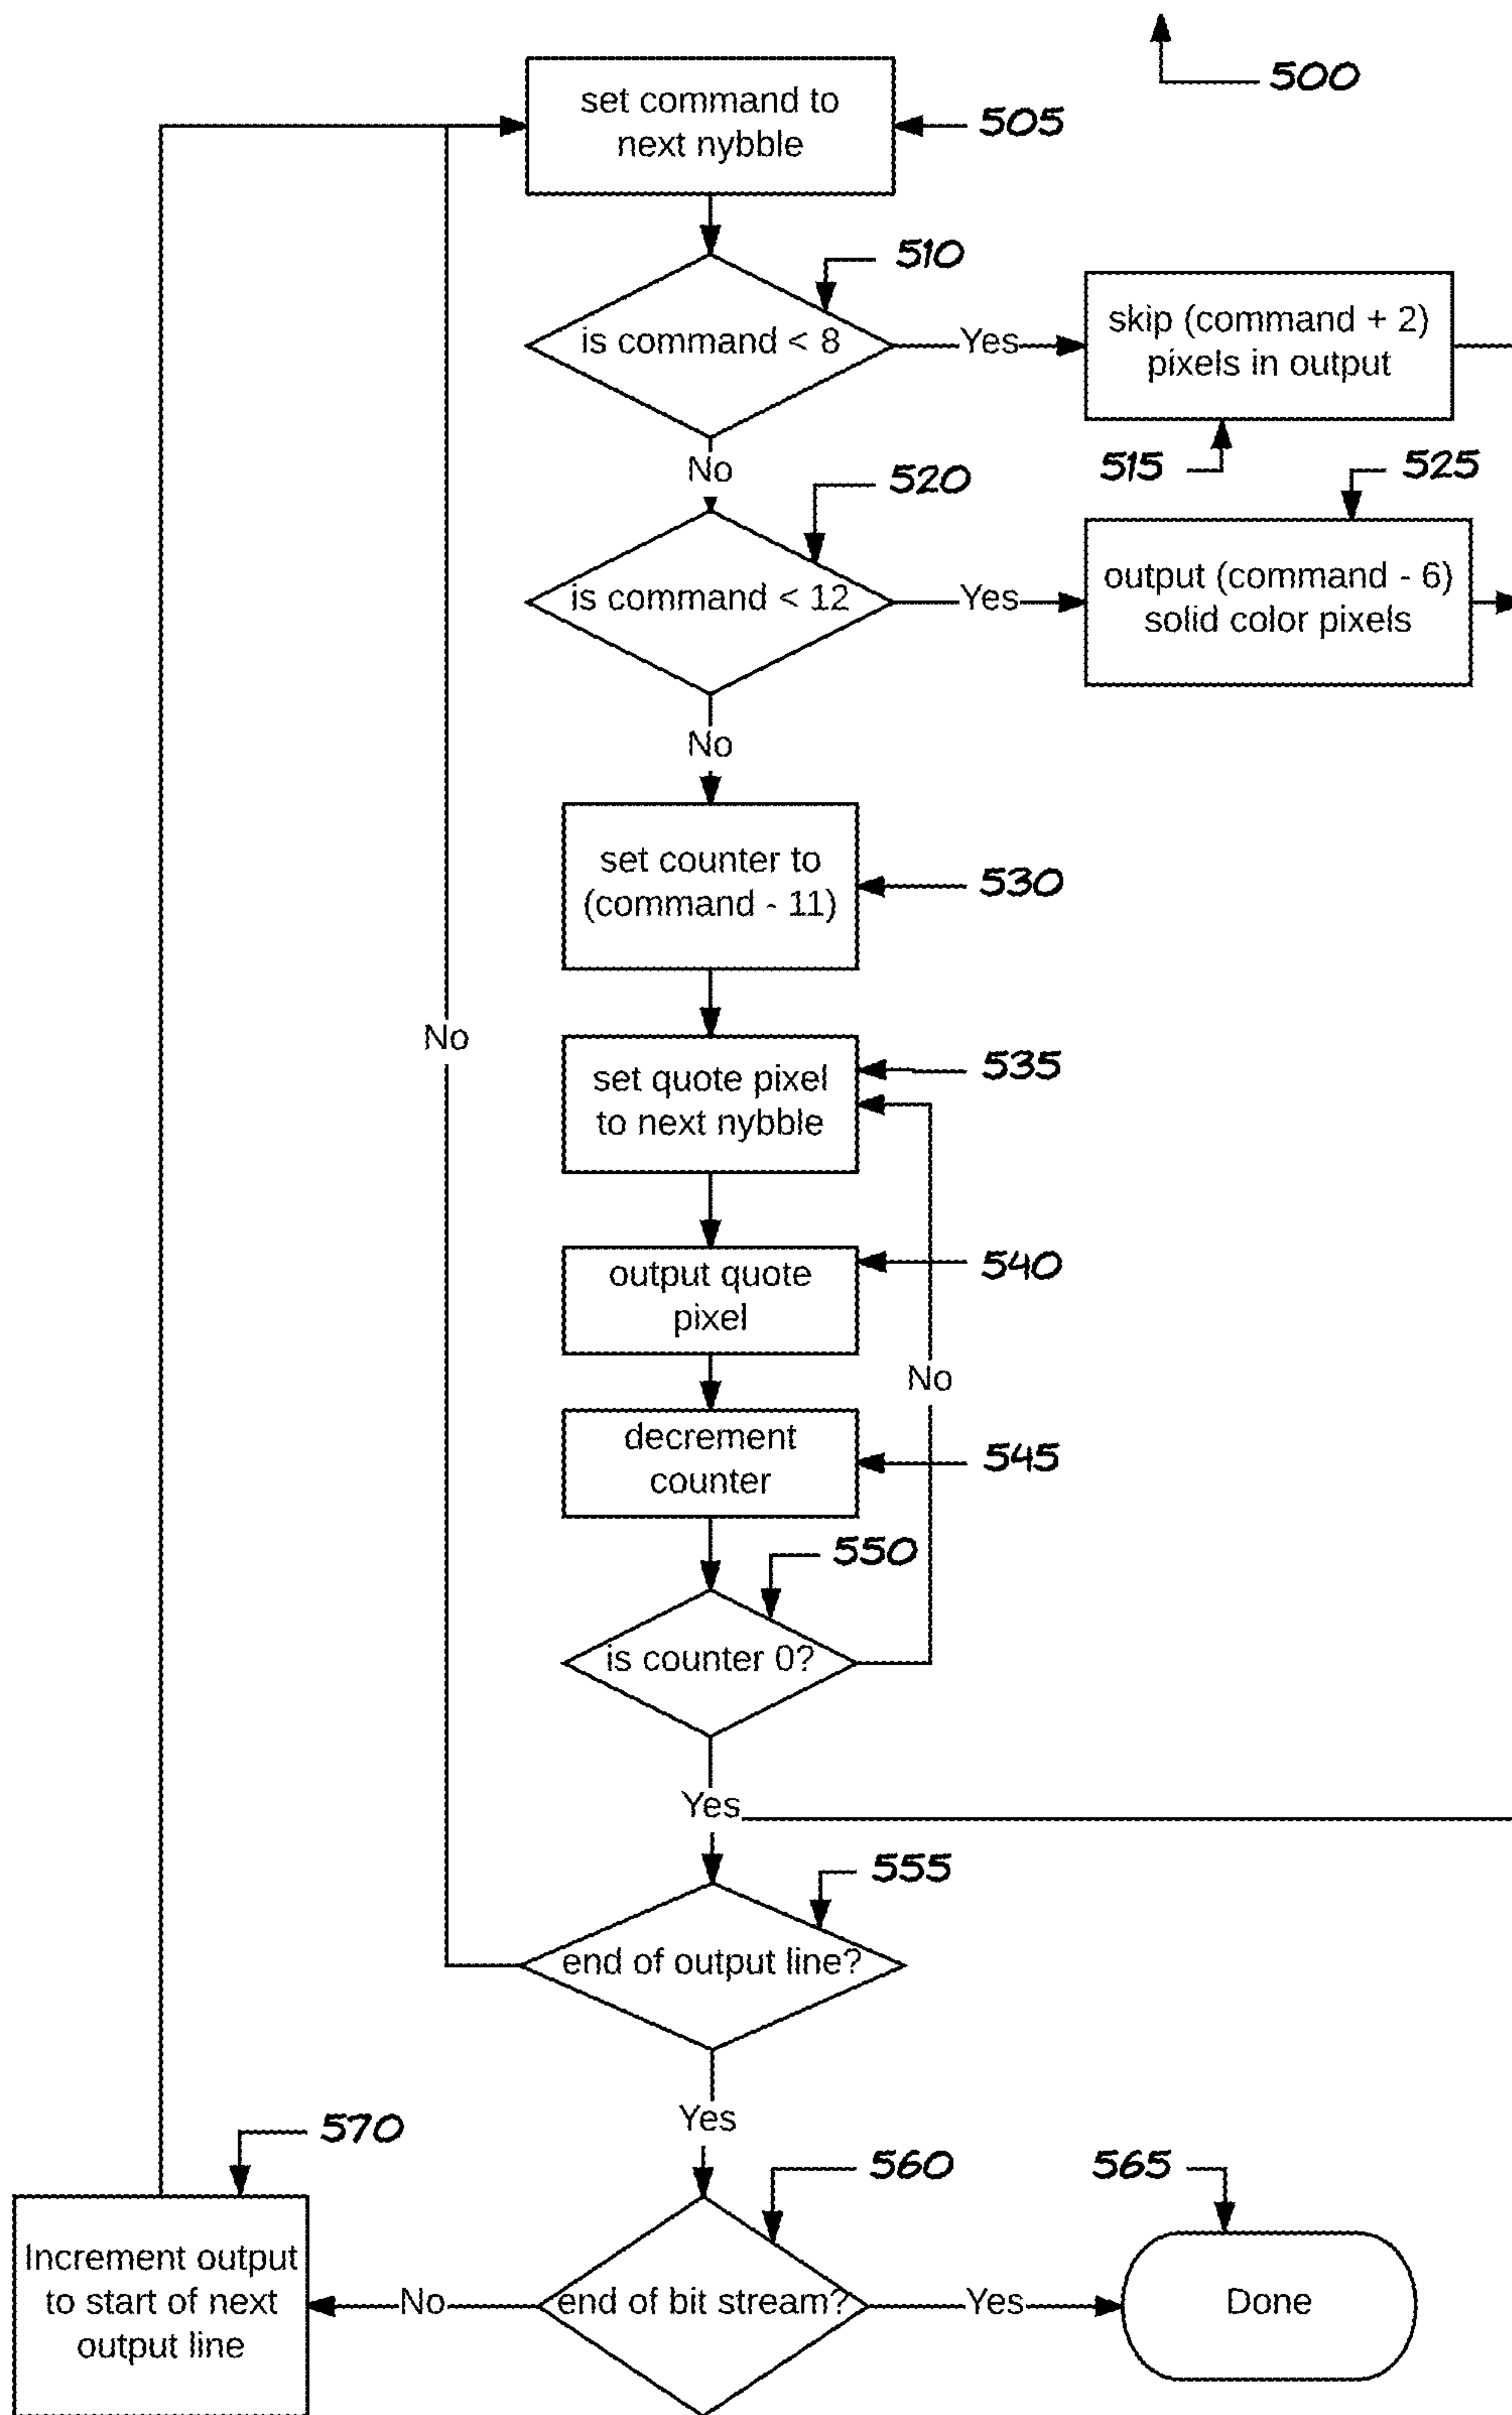 500
set command to
next nybble
505
510
is command < 8
Yes
skip (command + 2)
pixels in output
No
515
520
525
is command < 12
Yes
output (command - 6)
solid color pixels
No
set counter to
(command - 11)
530
No
set quote pixel
to next nybble
535
output quote
pixel
540
No
decrement
counter
545
550
is counter 0?
Yes
555
end of output line?
Yes
570
560
565
Increment output
to start of next
output line
No
end of bit stream?
Yes
Done